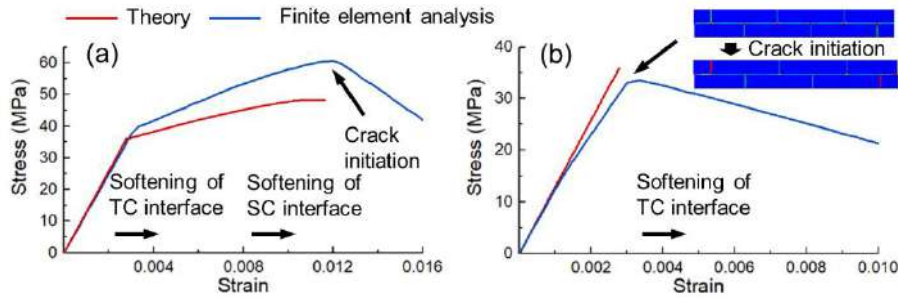 Theory
Finite element analysis
(a)
Stress (MPa)
70
60
50
40
30
20
10
0
Softening of
TC interface
Softening of
SC interface
Crack
initiation
0.004
0.008
0.012
0.016
Strain
(b)
Stress (MPa)
40
30
20
10
0
Crack initiation
Softening of
TC interface
0.002
0.004
0.006
0.008
0.010
Strain